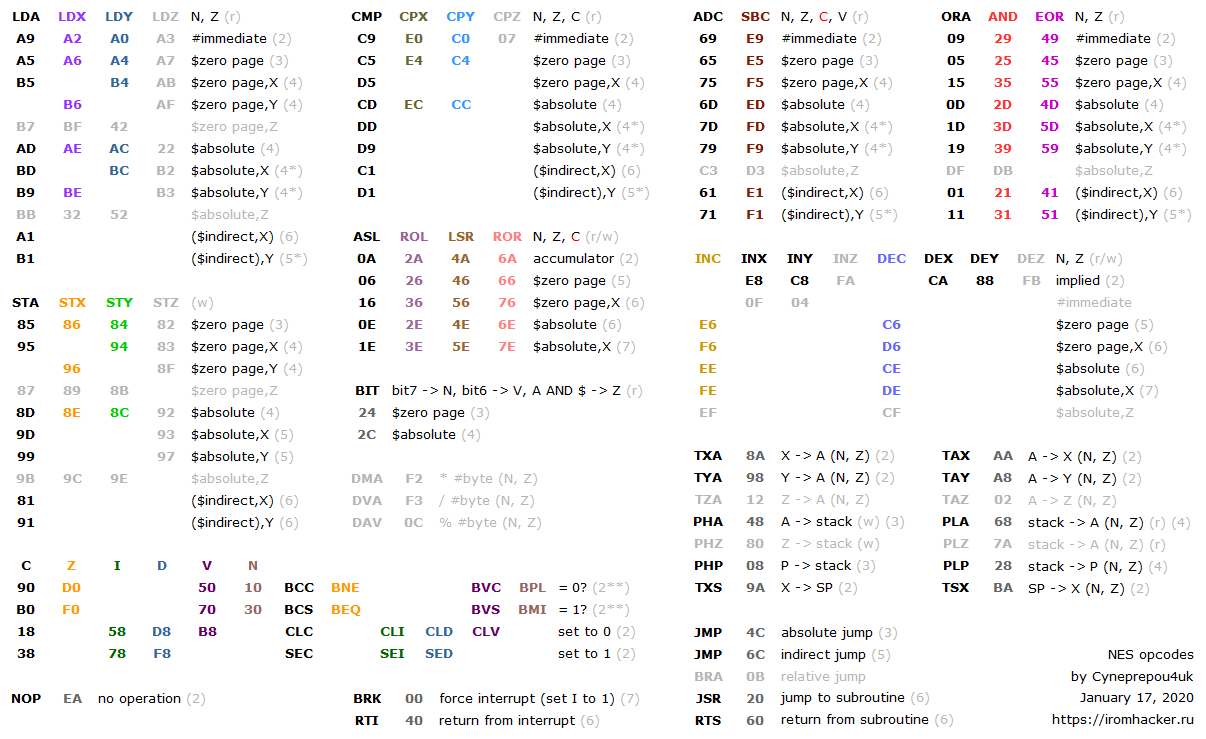 LDA LDX LDY LDZ N, Z (r)
A9 A2 A0 A3 #immediate (2)
A5 A6 A4 A7 $zero page (3)
B5 B4 AB $zero page,X (4)
B6 AF $zero page,Y (4)
B7 BF 42 $zero page,Z
AD AE AC 22 $absolute (4)
BD BC B2 $absolute,X (4*)
B9 BE B3 $absolute,Y (4*)
BB 32 52 $absolute,Z
A1 ($indirect,X) (6)
B1 ($indirect),Y (5*)
STA STX STY STZ (w)
85 86 84 82 $zero page (3)
95 94 83 $zero page,X (4)
96 8F $zero page,Y (4)
87 89 8B $zero page,Z
8D 8E 8C 92 $absolute (4)
9D 93 $absolute,X (5)
99 97 $absolute,Y (5)
9B 9C 9E $absolute,Z
81 ($indirect,X) (6)
91 ($indirect),Y (6)
CMP CPX CPY CPZ N, Z, C (r)
C9 E0 C0 07 #immediate (2)
C5 E4 C4 $zero page (3)
D5 $zero page,X (4)
CD EC CC $absolute (4)
DD $absolute,X (4*)
D9 $absolute,Y (4*)
C1 ($indirect,X) (6)
D1 ($indirect),Y (5*)
ASL ROL LSR ROR N, Z, C (r/w)
0A 2A 4A 6A accumulator (2)
06 26 46 66 $zero page (5)
16 36 56 76 $zero page,X (6)
0E 2E 4E 6E $absolute (6)
1E 3E 5E 7E $absolute,X (7)
BIT bit7 -> N, bit6 -> V, A AND $ -> Z (r)
24 $zero page (3)
2C $absolute (4)
DMA F2 * #byte (N, Z)
DVA F3 / #byte (N, Z)
DAV 0C % #byte (N, Z)
ADC SBC N, Z, C, V (r)
69 E9 #immediate (2)
65 E5 $zero page (3)
75 F5 $zero page,X (4)
6D ED $absolute (4)
7D FD $absolute,X (4*)
79 F9 $absolute,Y (4*)
C3 D3 $absolute,Z
61 E1 ($indirect,X) (6)
71 F1 ($indirect),Y (5*)
ORA AND EOR N, Z (r)
09 29 49 #immediate (2)
05 25 45 $zero page (3)
15 35 55 $zero page,X (4)
0D 2D 4D $absolute (4)
1D 3D 5D $absolute,X (4*)
19 39 59 $absolute,Y (4*)
DF DB $absolute,Z
01 21 41 ($indirect,X) (6)
11 31 51 ($indirect),Y (5*)
INC INX INY INZ DEC DEX DEY DEZ N, Z (r/w)
E8 C8 FA CA 88 FB implied (2)
0F 04 #immediate
E6 C6 $zero page (5)
F6 D6 $zero page,X (6)
EE CE $absolute (6)
FE DE $absolute,X (7)
EF CF $absolute,Z
TXA 8A X -> A (N, Z) (2)
TYA 98 Y -> A (N, Z) (2)
TZA 12 Z -> A (N, Z)
PHA 48 A -> stack (w) (3)
PHZ 80 Z -> stack (w)
PHP 08 P -> stack (3)
TXS 9A X -> SP (2)
TAX AA A -> X (N, Z) (2)
TAY A8 A -> Y (N, Z) (2)
TAZ 02 A -> Z (N, Z)
PLA 68 stack -> A (N, Z) (r) (4)
PLZ 7A stack -> A (N, Z) (r)
PLP 28 stack -> P (N, Z) (4)
TSX BA SP -> X (N, Z) (2)
C Z I D V N
90 D0 50 10 BCC BNE BVC BPL = 0? (2**)
B0 F0 70 30 BCS BEQ BVS BMI = 1? (2**)
18 58 D8 B8 CLC CLI CLD CLV set to 0 (2)
38 78 F8 SEC SEI SED set to 1 (2)
NOP EA no operation (2)
BRK 00 force interrupt (set I to 1) (7)
RTI 40 return from interrupt (6)
JMP 4C absolute jump (3)
JMP 6C indirect jump (5)
BRA 0B relative jump
JSR 20 jump to subroutine (6)
RTS 60 return from subroutine (6)
NES opcodes
by Cyneprepou4uk
January 17, 2020
https://iromhacker.ru